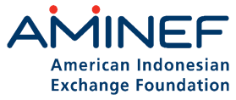 AMINEF
American Indonesian
Exchange Foundation